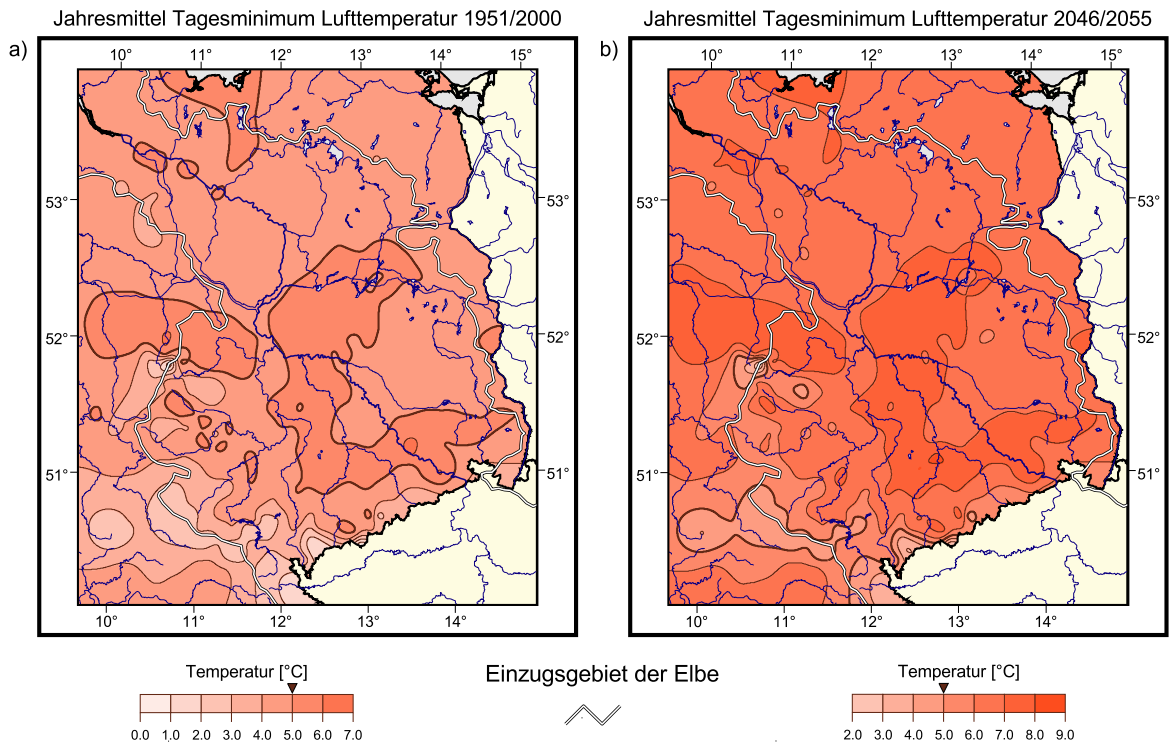 Jahresmittel Tagesminimum Lufttemperatur 1951/2000
Jahresmittel Tagesminimum Lufttemperatur 2046/2055
a)
10° 11° 12° 13° 14° 15°
53° 53°
52° 52°
51° 51°
10° 11° 12° 13° 14°
b)
10° 11° 12° 13° 14° 15°
53° 53°
52° 52°
51° 51°
10° 11° 12° 13° 14°
Temperatur [°C]
0.0 1.0 2.0 3.0 4.0 5.0 6.0 7.0
Einzugsgebiet der Elbe
Temperatur [°C]
2.0 3.0 4.0 5.0 6.0 7.0 8.0 9.0